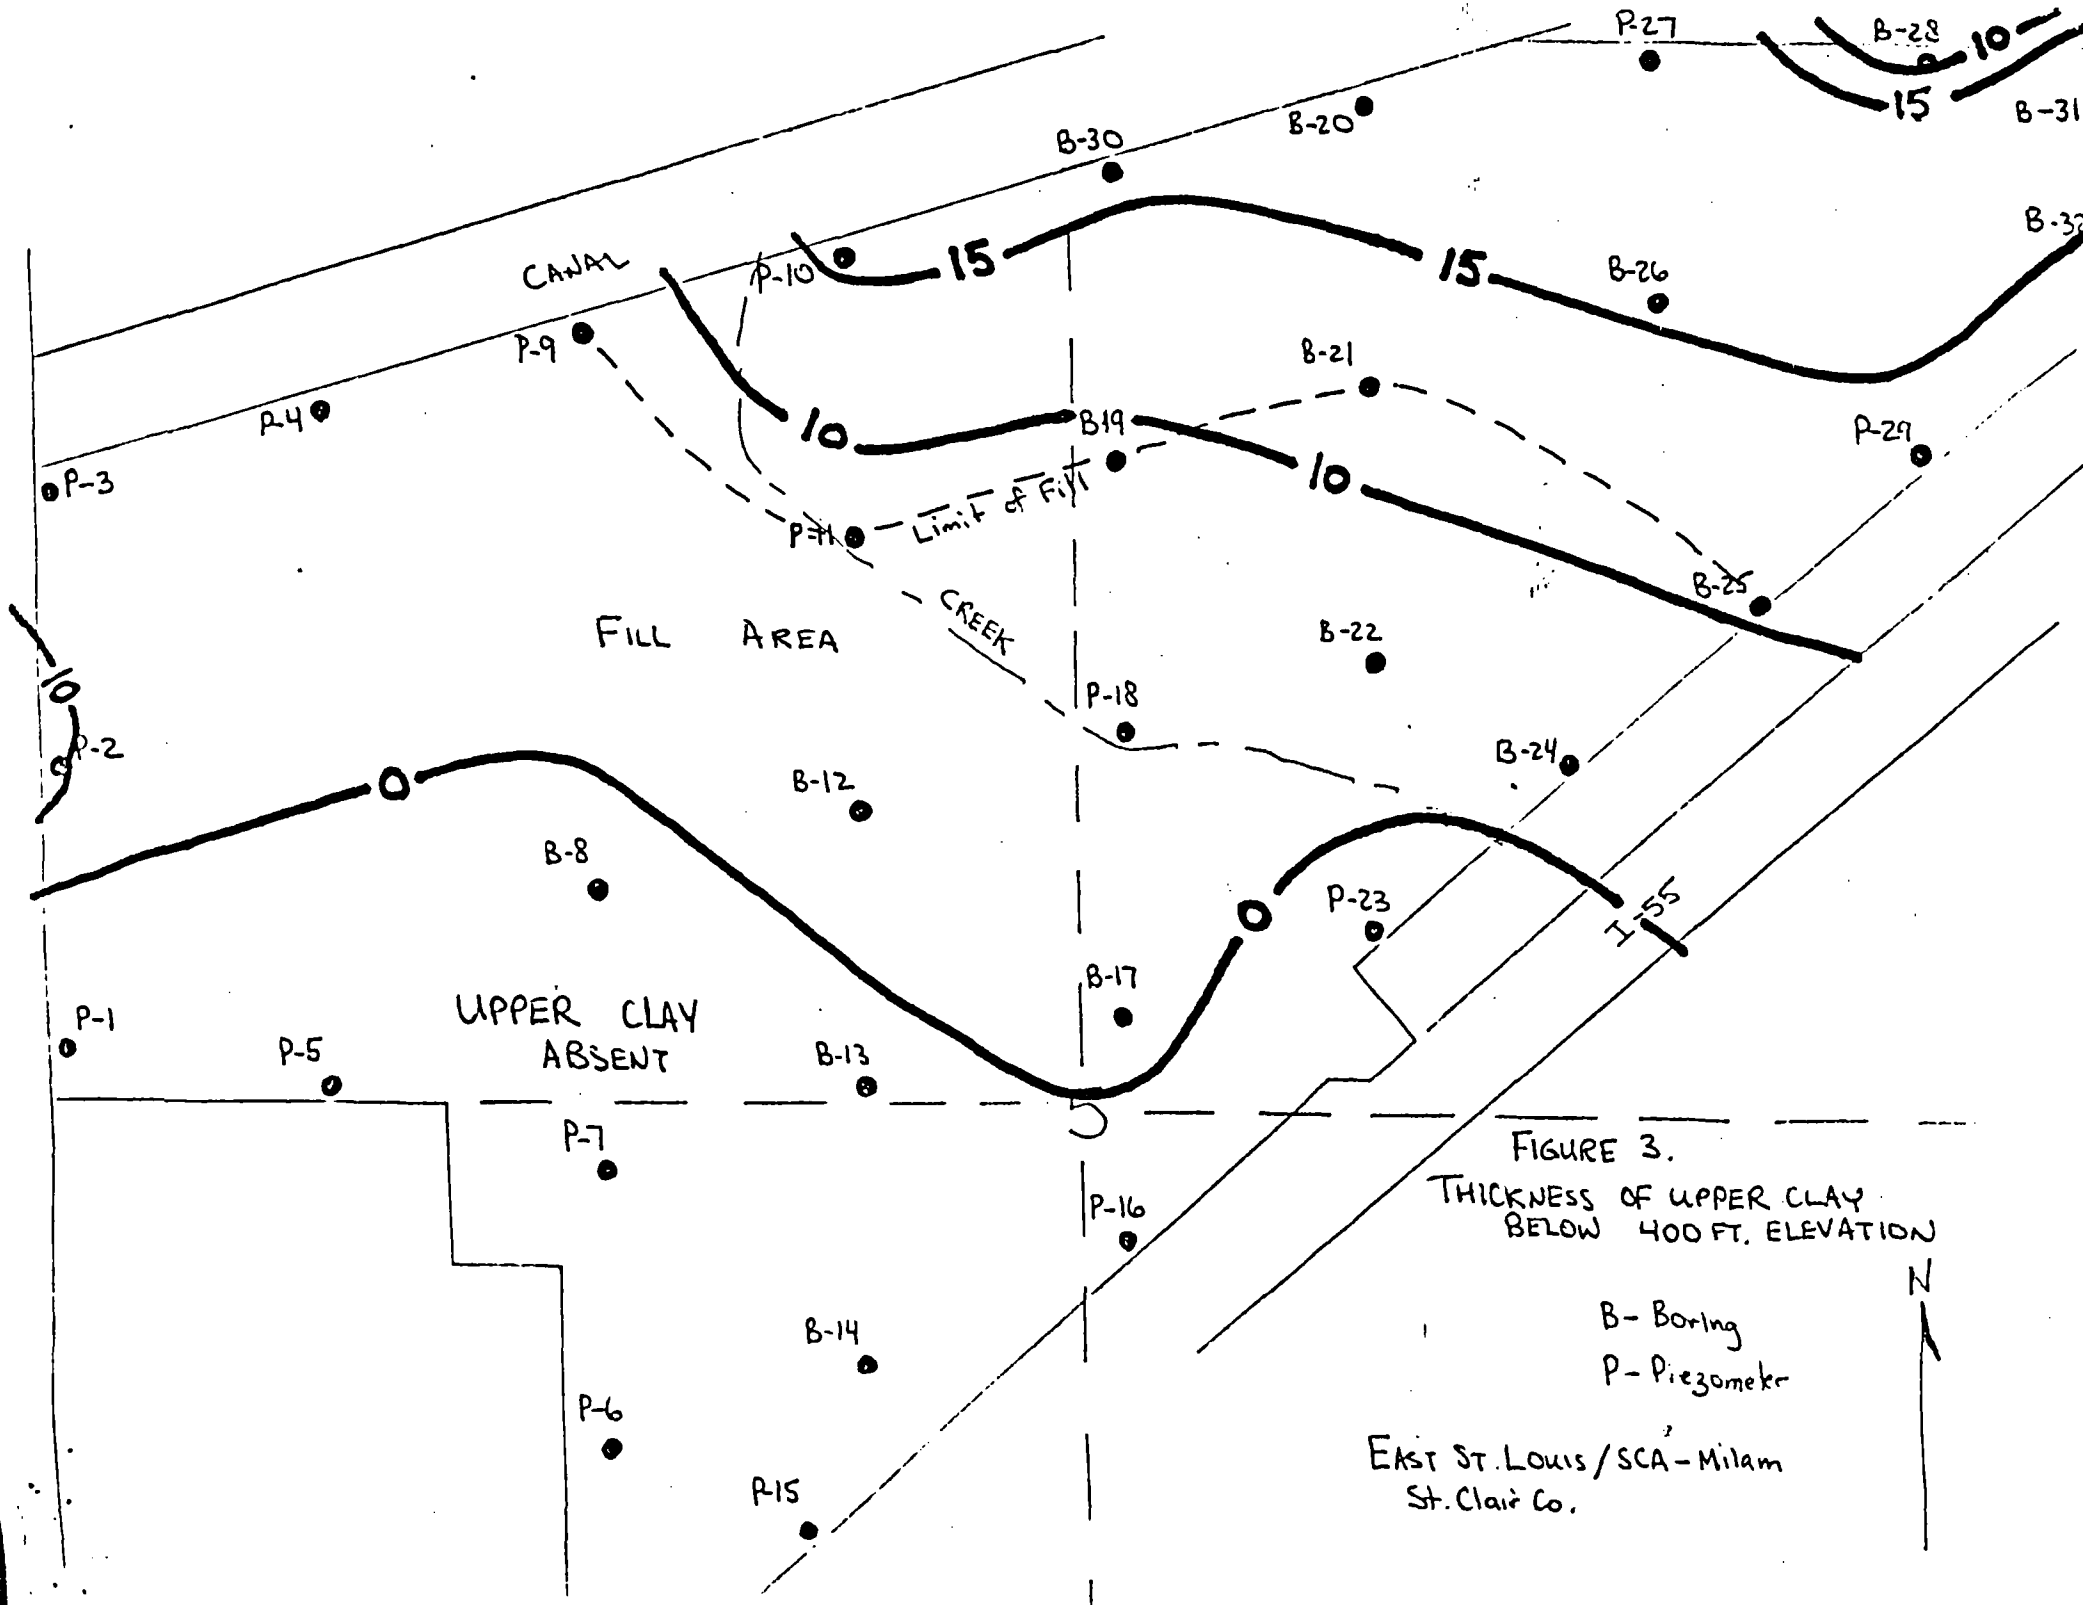 P-27
B-28
10
15
B-31
B-20
B-30
B-32
CANAL
P-10
15
15
B-26
P-9
B-21
P-4
10
B19
P-29
P-3
10
P-11
Limit of Fill
B-25
CREEK
FILL AREA
B-22
10
P-18
P-2
B-24
0
B-12
B-8
0
P-23
I-55
B-17
UPPER CLAY
ABSENT
P-1
P-5
B-13
5
P-7
FIGURE 3.
THICKNESS OF UPPER CLAY
BELOW 400 FT. ELEVATION
P-16
N
B- Boring
B-14
P- Piezometer
P-6
EAST ST. LOUIS / SCA - Milam
St. Clair Co.
P-15